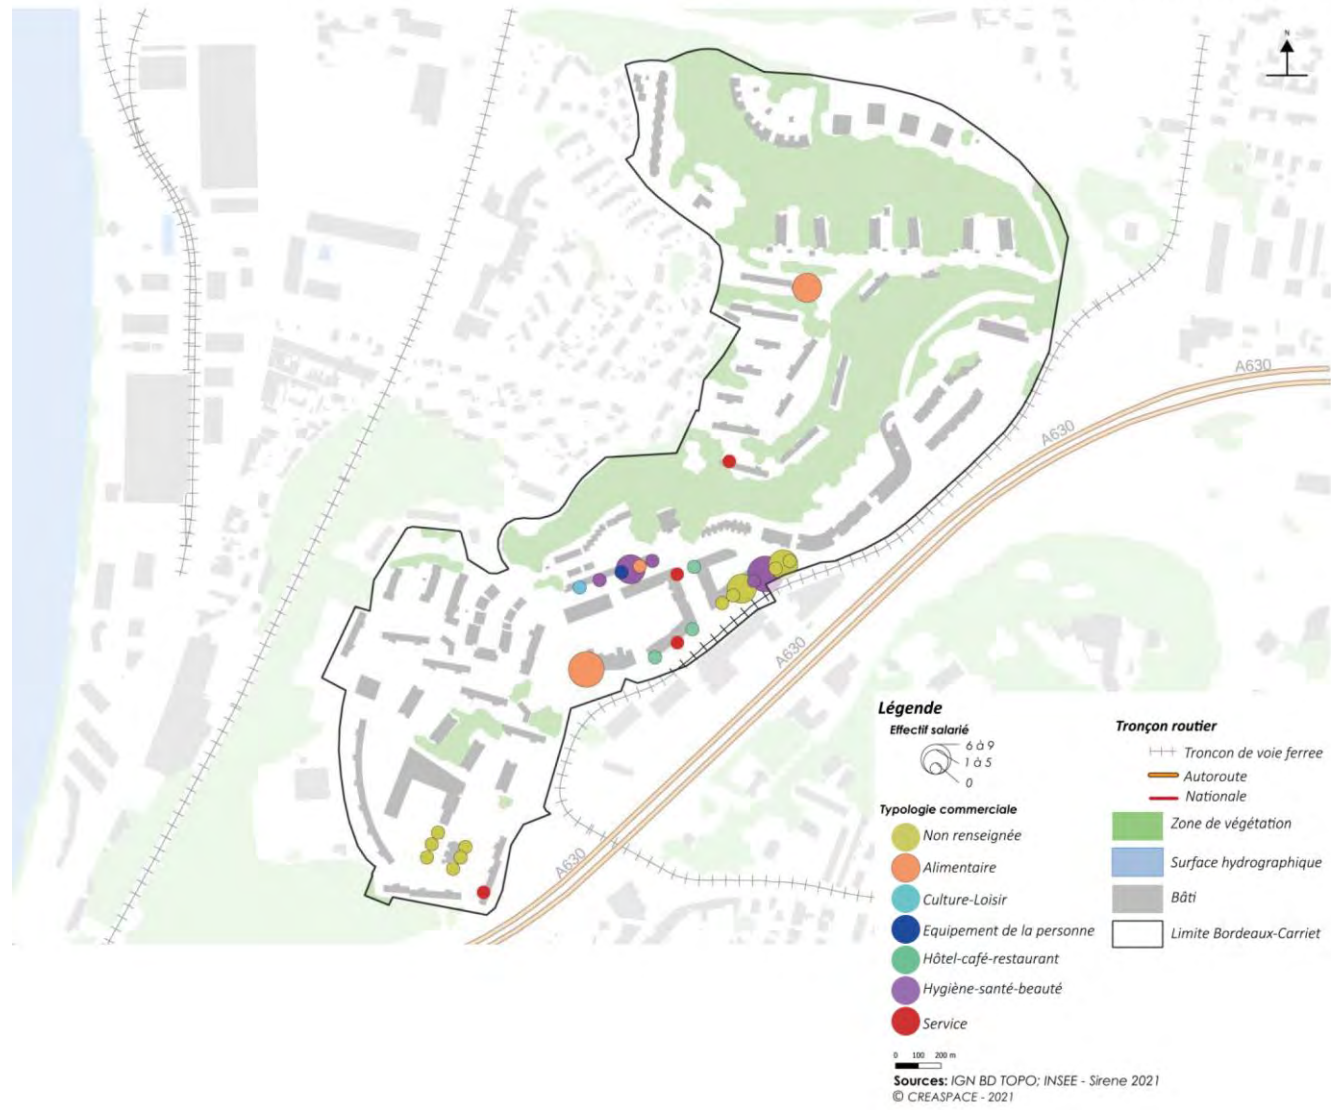 N
A630
A630
A630
A630
Légende
Effectif salarié
6 à 9
1 à 5
0
Typologie commerciale
Non renseignée
Alimentaire
Culture-Loisir
Equipement de la personne
Hôtel-café-restaurant
Hygiène-santé-beauté
Service
Tronçon routier
Troncon de voie ferree
Autoroute
Nationale
Zone de végétation
Surface hydrographique
Bâti
Limite Bordeaux-Carriet
0 100 200 m
Sources: IGN BD TOPO; INSEE - Sirene 2021
© CREASPACE - 2021